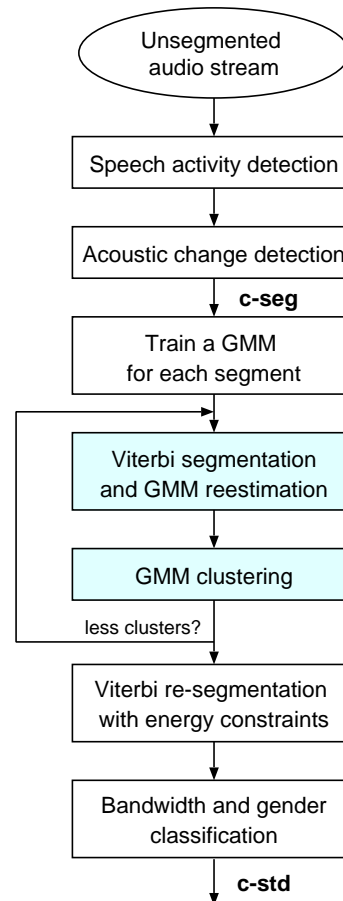 Unsegmented
audio stream
Speech activity detection
Acoustic change detection
c-seg
Train a GMM
for each segment
Viterbi segmentation
and GMM reestimation
GMM clustering
less clusters?
Viterbi re-segmentation
with energy constraints
Bandwidth and gender
classification
c-std